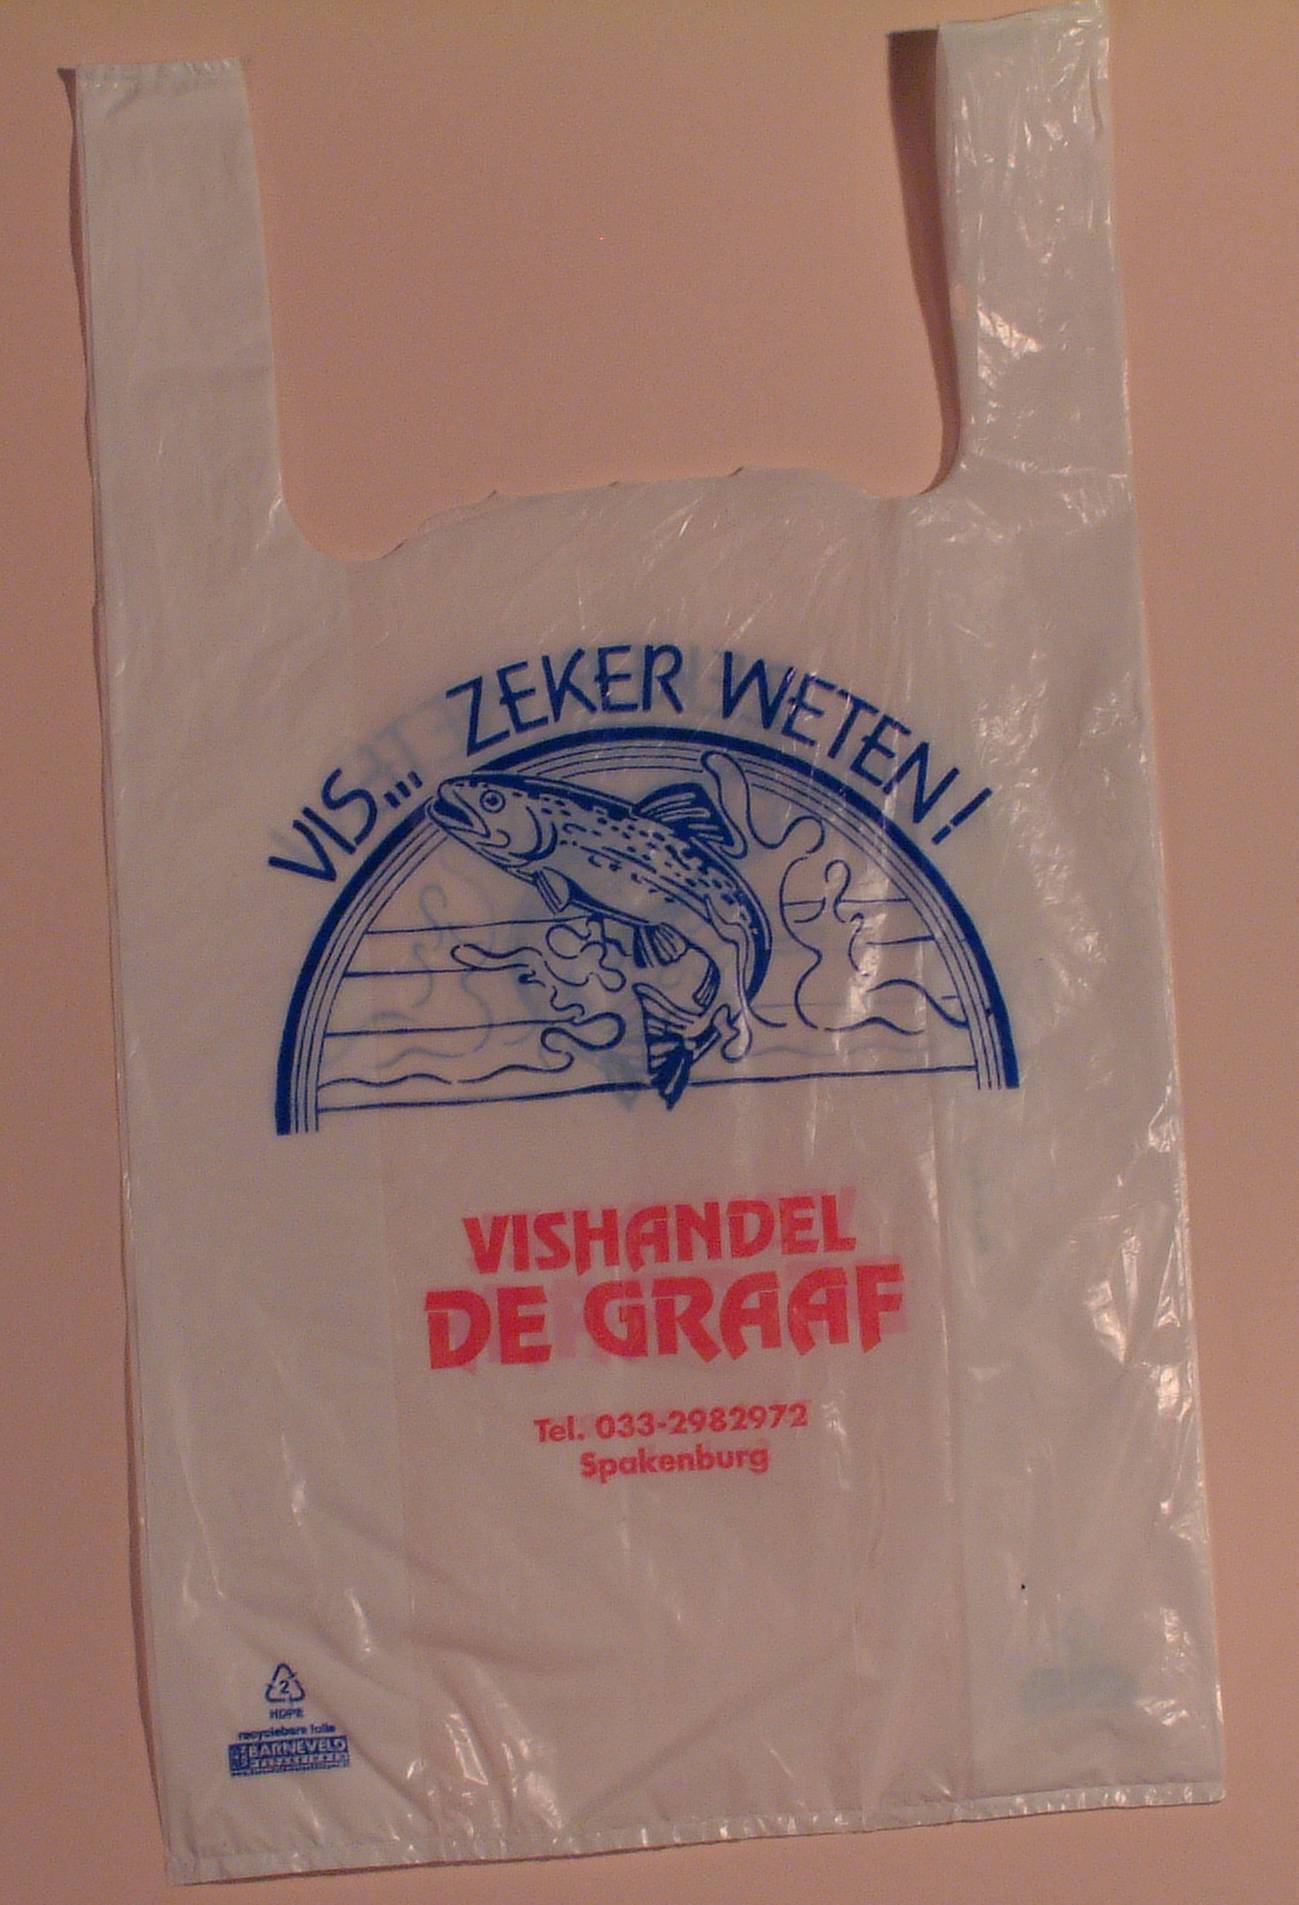 VIS... ZEKER WETEN!
VISHANDEL
DE GRAAF
Tel. 033-2982972
Spakenburg
2
HDPE
recyclebare folie
BARNEVELD